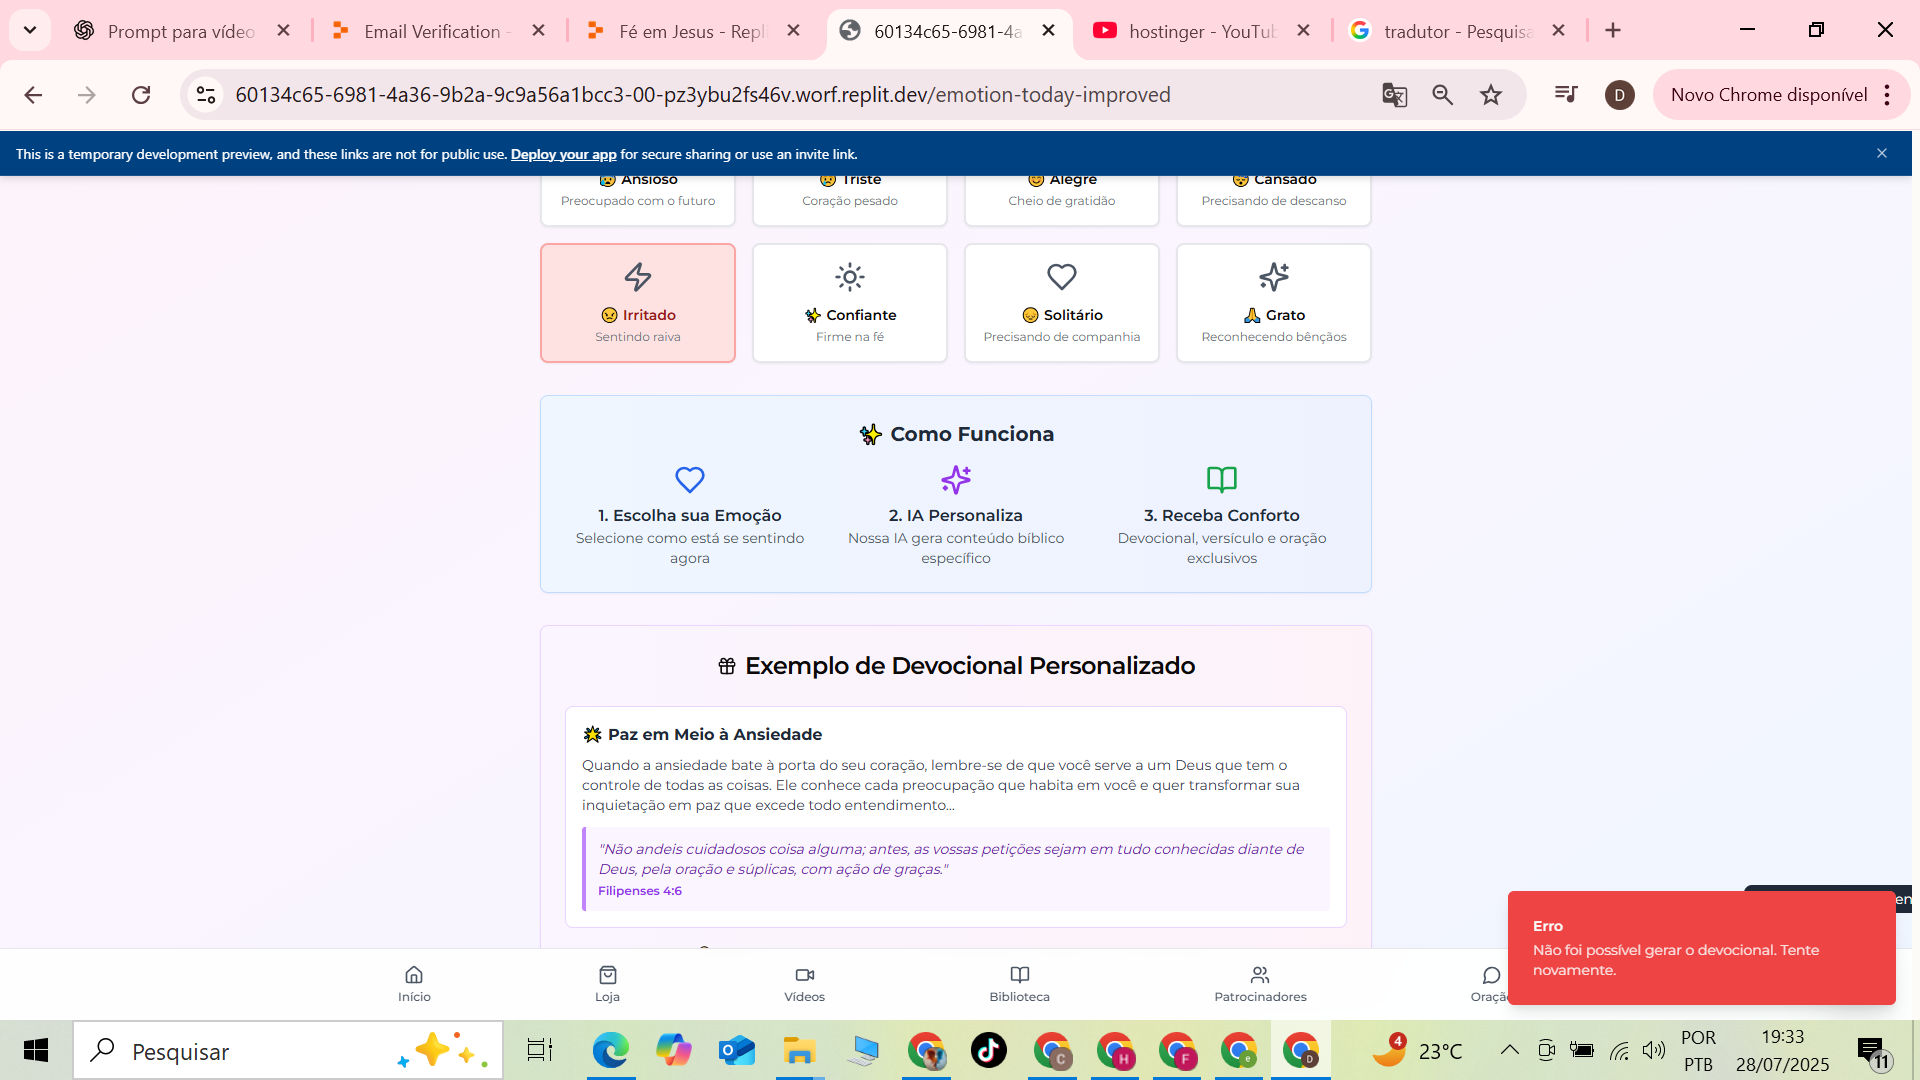 Prompt para vídeo
Email Verification -
Fé em Jesus - Repli
60134c65-6981-4a
hostinger - YouTub
tradutor - Pesquisa
60134c65-6981-4a36-9b2a-9c9a56a1bcc3-00-pz3ybu2fs46v.worf.replit.dev/emotion-today-improved
D
Novo Chrome disponível
This is a temporary development preview, and these links are not for public use. Deploy your app for secure sharing or use an invite link.
Ansioso
Preocupado com o futuro
Triste
Coração pesado
Alegre
Cheio de gratidão
Cansado
Precisando de descanso
Irritado
Sentindo raiva
Confiante
Firme na fé
Solitário
Precisando de companhia
Grato
Reconhecendo bênçãos
Como Funciona
1. Escolha sua Emoção
Selecione como está se sentindo
agora
2. IA Personaliza
Nossa IA gera conteúdo bíblico
específico
3. Receba Conforto
Devocional, versículo e oração
exclusivos
Exemplo de Devocional Personalizado
Paz em Meio à Ansiedade
Quando a ansiedade bate à porta do seu coração, lembre-se de que você serve a um Deus que tem o
controle de todas as coisas. Ele conhece cada preocupação que habita em você e quer transformar sua
inquietação em paz que excede todo entendimento...
"Não andeis cuidadosos coisa alguma; antes, as vossas petições sejam em tudo conhecidas diante de
Deus, pela oração e súplicas, com ação de graças."
Filipenses 4:6
en
Erro
Não foi possível gerar o devocional. Tente
novamente.
Início
Loja
Vídeos
Biblioteca
Patrocinadores
Oração
Pesquisar
C
H
F
e
D
4
23°C
POR
PTB
19:33
28/07/2025
11